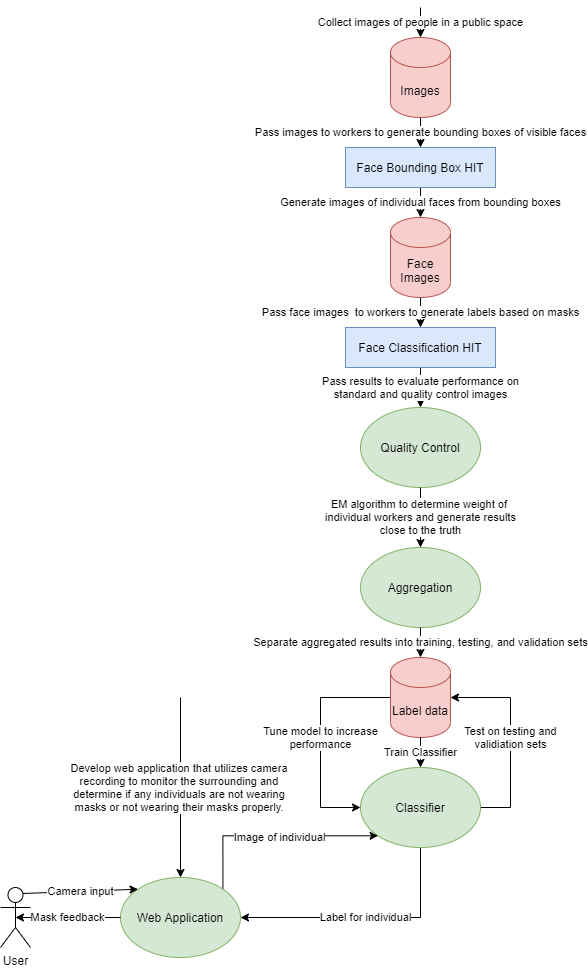 Collect images of people in a public space
Images
Pass images to workers to generate bounding boxes of visible faces
Face Bounding Box HIT
Generate images of individual faces from bounding boxes
Face
Images
Pass face images to workers to generate labels based on masks
Face Classification HIT
Pass results to evaluate performance on
standard and quality control images
Quality Control
EM algorithm to determine weight of
individual workers and generate results
close to the truth
Aggregation
Separate aggregated results into training, testing, and validation sets
Label data
Tune model to increase
performance
Train Classifier
Test on testing and
validation sets
Develop web application that utilizes camera
recording to monitor the surrounding and
determine if any individuals are not wearing
masks or not wearing their masks properly.
Classifier
Image of individual
Camera input
Mask feedback
Web Application
Label for individual
User